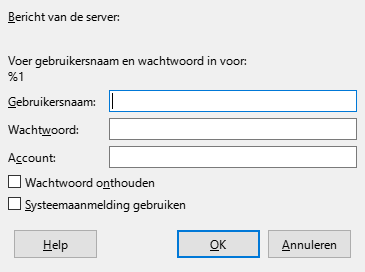 Bericht van de server:
Voer gebruikersnaam en wachtwoord in voor:
%1
Gebruikersnaam:
Wachtwoord:
Account:
Wachtwoord onthouden
Systeemaanmelding gebruiken
Help OK Annuleren